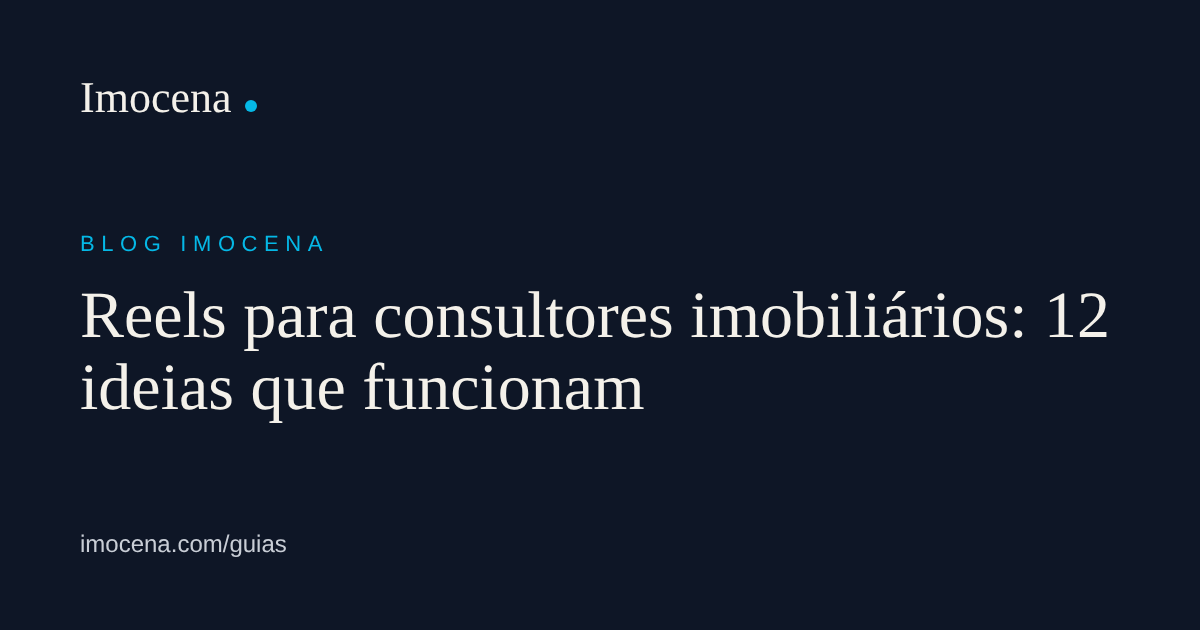 Imocena
BLOG IMOCENA
Reels para consultores imobiliários: 12
ideias que funcionam
imocena.com/guias